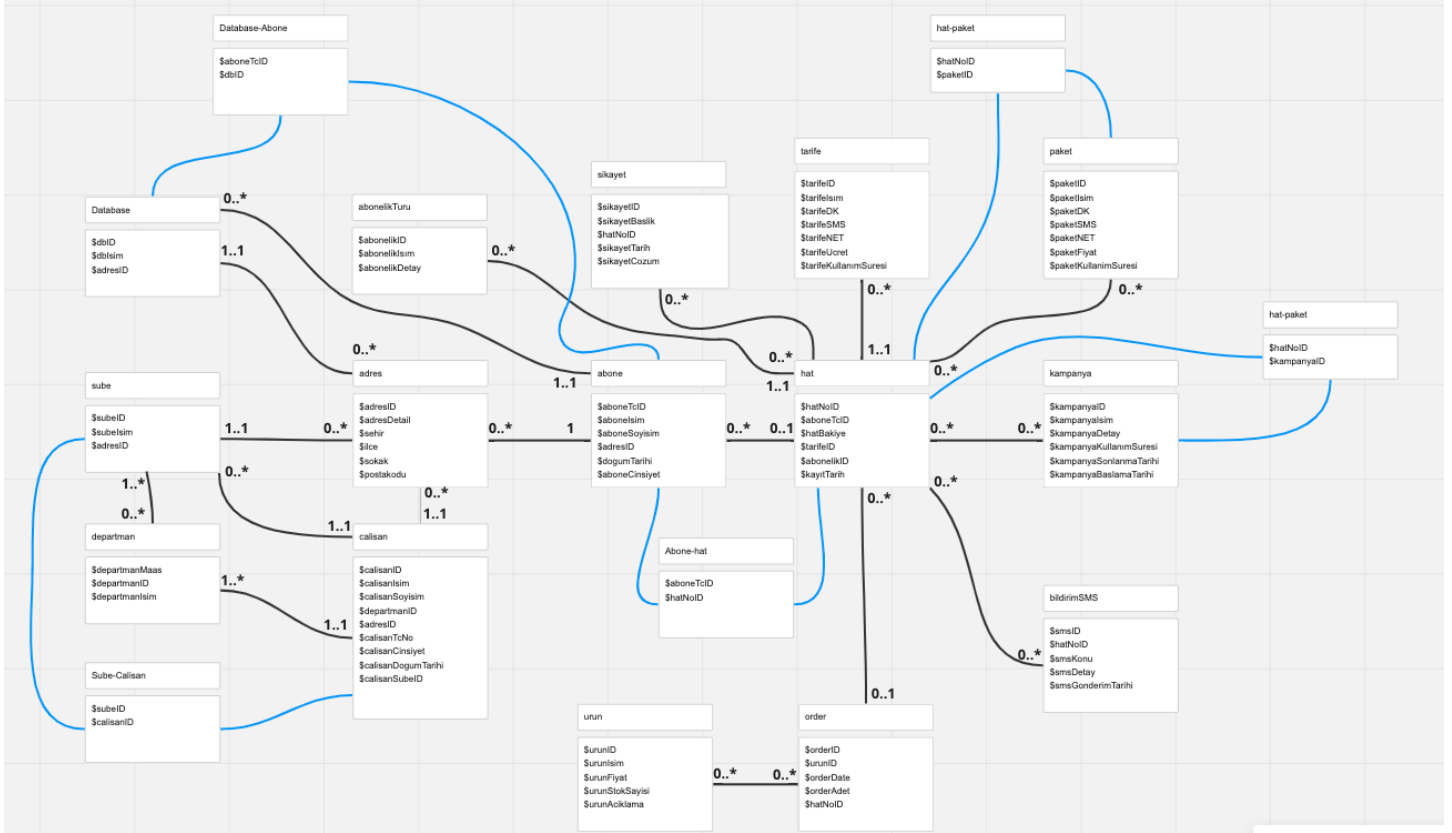 Database-Abone
$aboneTcID
$dbID
hat-paket
$hatNoID
$paketID
tarife
$tarifeID
$tarifeIsım
$tarifeDK
$tarifeSMS
$tarifeNET
$tarifeUcret
$tarifeKullanımSuresi
0..*
1..1
paket
$paketID
$paketIsim
$paketDK
$paketSMS
$paketNET
$paketFiyat
$paketKullanimSuresi
0..*
0..*
sikayet
$sikayetID
$sikayetBaslik
$hatNoID
$sikayetTarih
$sikayetCozum
0..*
Database
0..*
$dbID
$dbIsim
$adresID
1..1
abonelikTuru
$abonelikID
$abonelikIsım
$abonelikDetay
0..*
0..*
1..1
hat-paket
$hatNoID
$kampanyaID
0..*
adres
$adresID
$adresDetail
$sehir
$ilce
$sokak
$postakodu
1..1
abone
$aboneTcID
$aboneIsim
$aboneSoyisim
$adresID
$dogumTarihi
$aboneCinsiyet
hat
$hatNoID
$aboneTcID
$hatBakiye
$tarifeID
$abonelikID
$kayıtTarih
kampanya
$kampanyaID
$kampanyaIsim
$kampanyaDetay
$kampanyaKullanımSuresi
$kampanyaSonlanmaTarihi
$kampanyaBaslamaTarihi
sube
$subeID
$subeIsim
$adresID
1..1
0..*
0..*
1
0..*
0..1
0..*
0..*
0..*
1..*
0..*
0..*
1..1
1..1
0..*
0..*
departman
$departmanMaas
$departmanID
$departmanIsim
1..*
1..1
calisan
$calisanID
$calisanIsim
$calisanSoyisim
$departmanID
$adresID
$calisanTcNo
$calisanCinsiyet
$calisanDogumTarihi
$calisanSubeID
Abone-hat
$aboneTcID
$hatNoID
bildirimSMS
$smsID
$hatNoID
$smsKonu
$smsDetay
$smsGonderimTarihi
0..*
Sube-Calisan
$subeID
$calisanID
0..1
urun
$urunID
$urunIsim
$urunFiyat
$urunStokSayisi
$urunAciklama
0..*
0..*
order
$orderID
$urunID
$orderDate
$orderAdet
$hatNoID